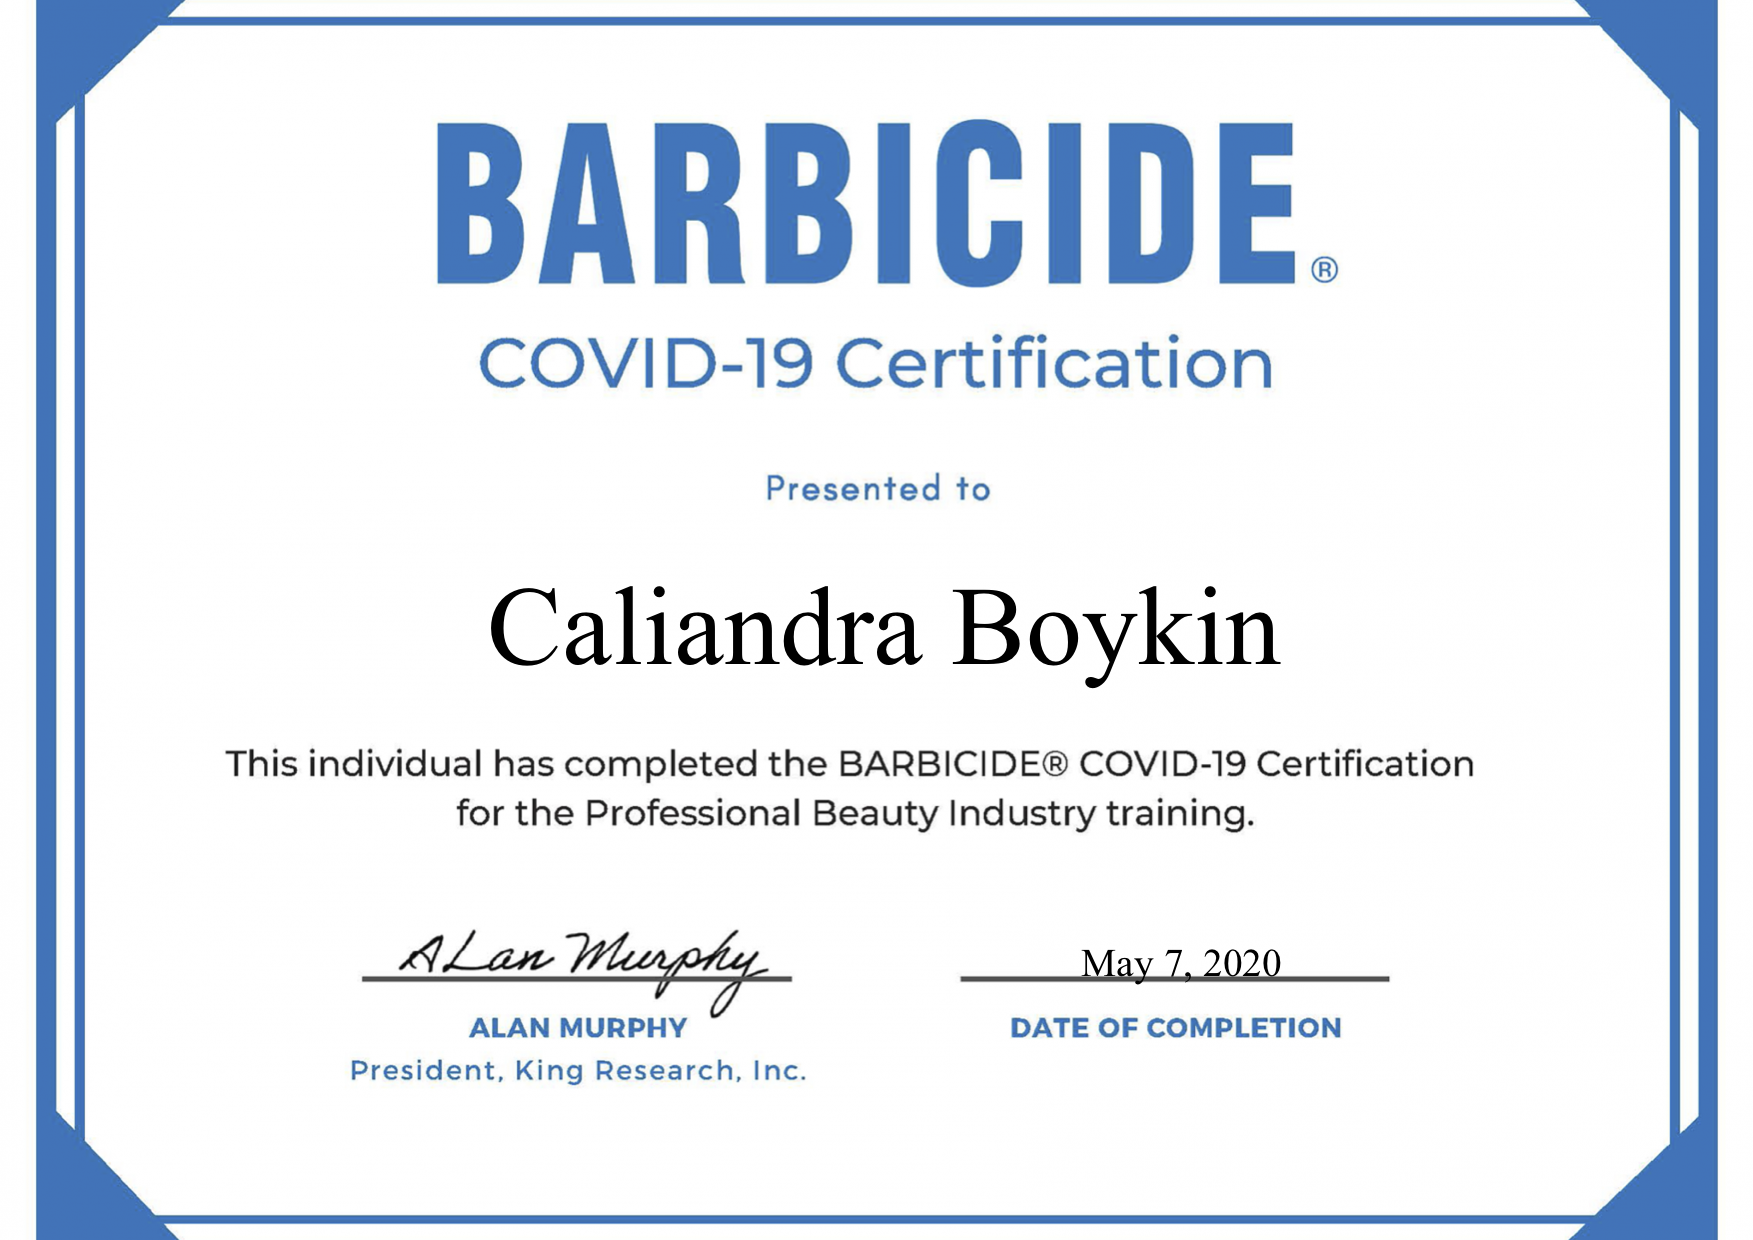 BARBICIDE®
COVID-19 Certification
Presented to
Caliandra Boykin
This individual has completed the BARBICIDE® COVID-19 Certification
for the Professional Beauty Industry training.
ALan Murphy
May 7, 2020
ALAN MURPHY
DATE OF COMPLETION
President, King Research, Inc.